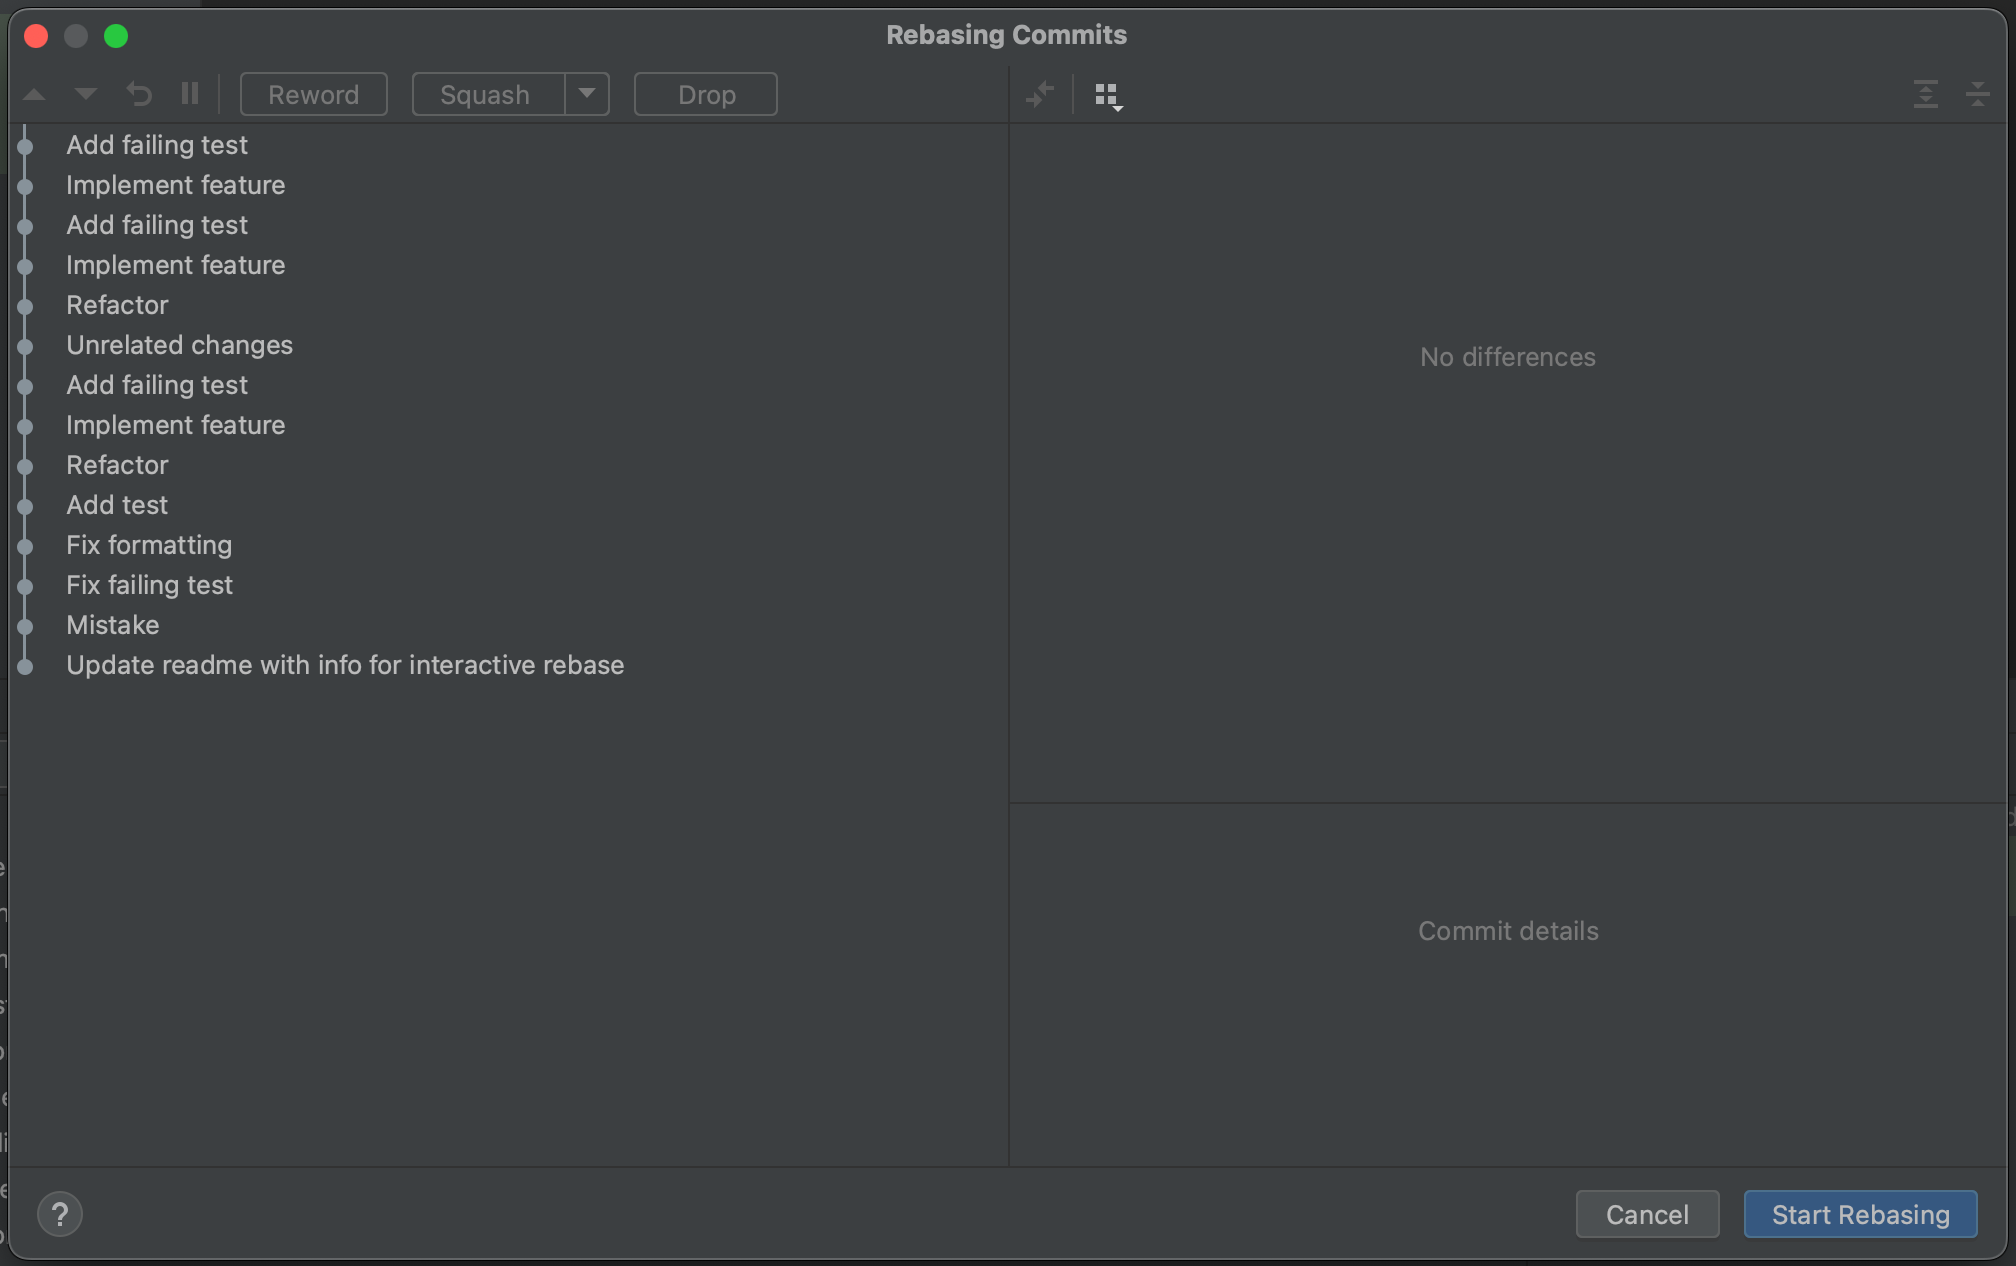 Rebasing Commits
Reword Squash Drop
Add failing test
Implement feature
Add failing test
Implement feature
Refactor
Unrelated changes
Add failing test
Implement feature
Refactor
Add test
Fix formatting
Fix failing test
Mistake
Update readme with info for interactive rebase
No differences
Commit details
?
Cancel Start Rebasing